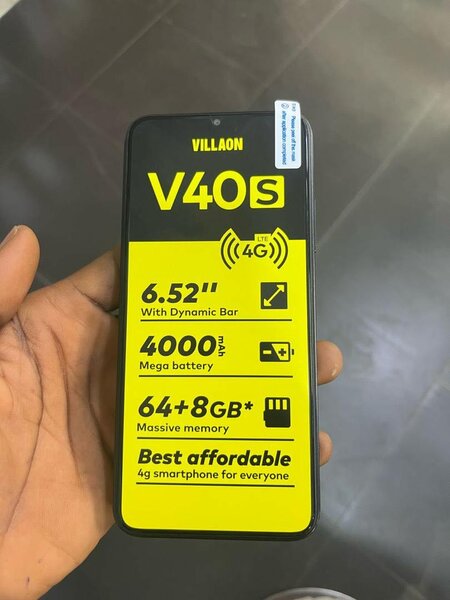 VILLAON
V40S
LTE
4G
6.52"
With Dynamic Bar
4000mAh
Mega battery
64+8GB*
Massive memory
Best affordable
4g smartphone for everyone